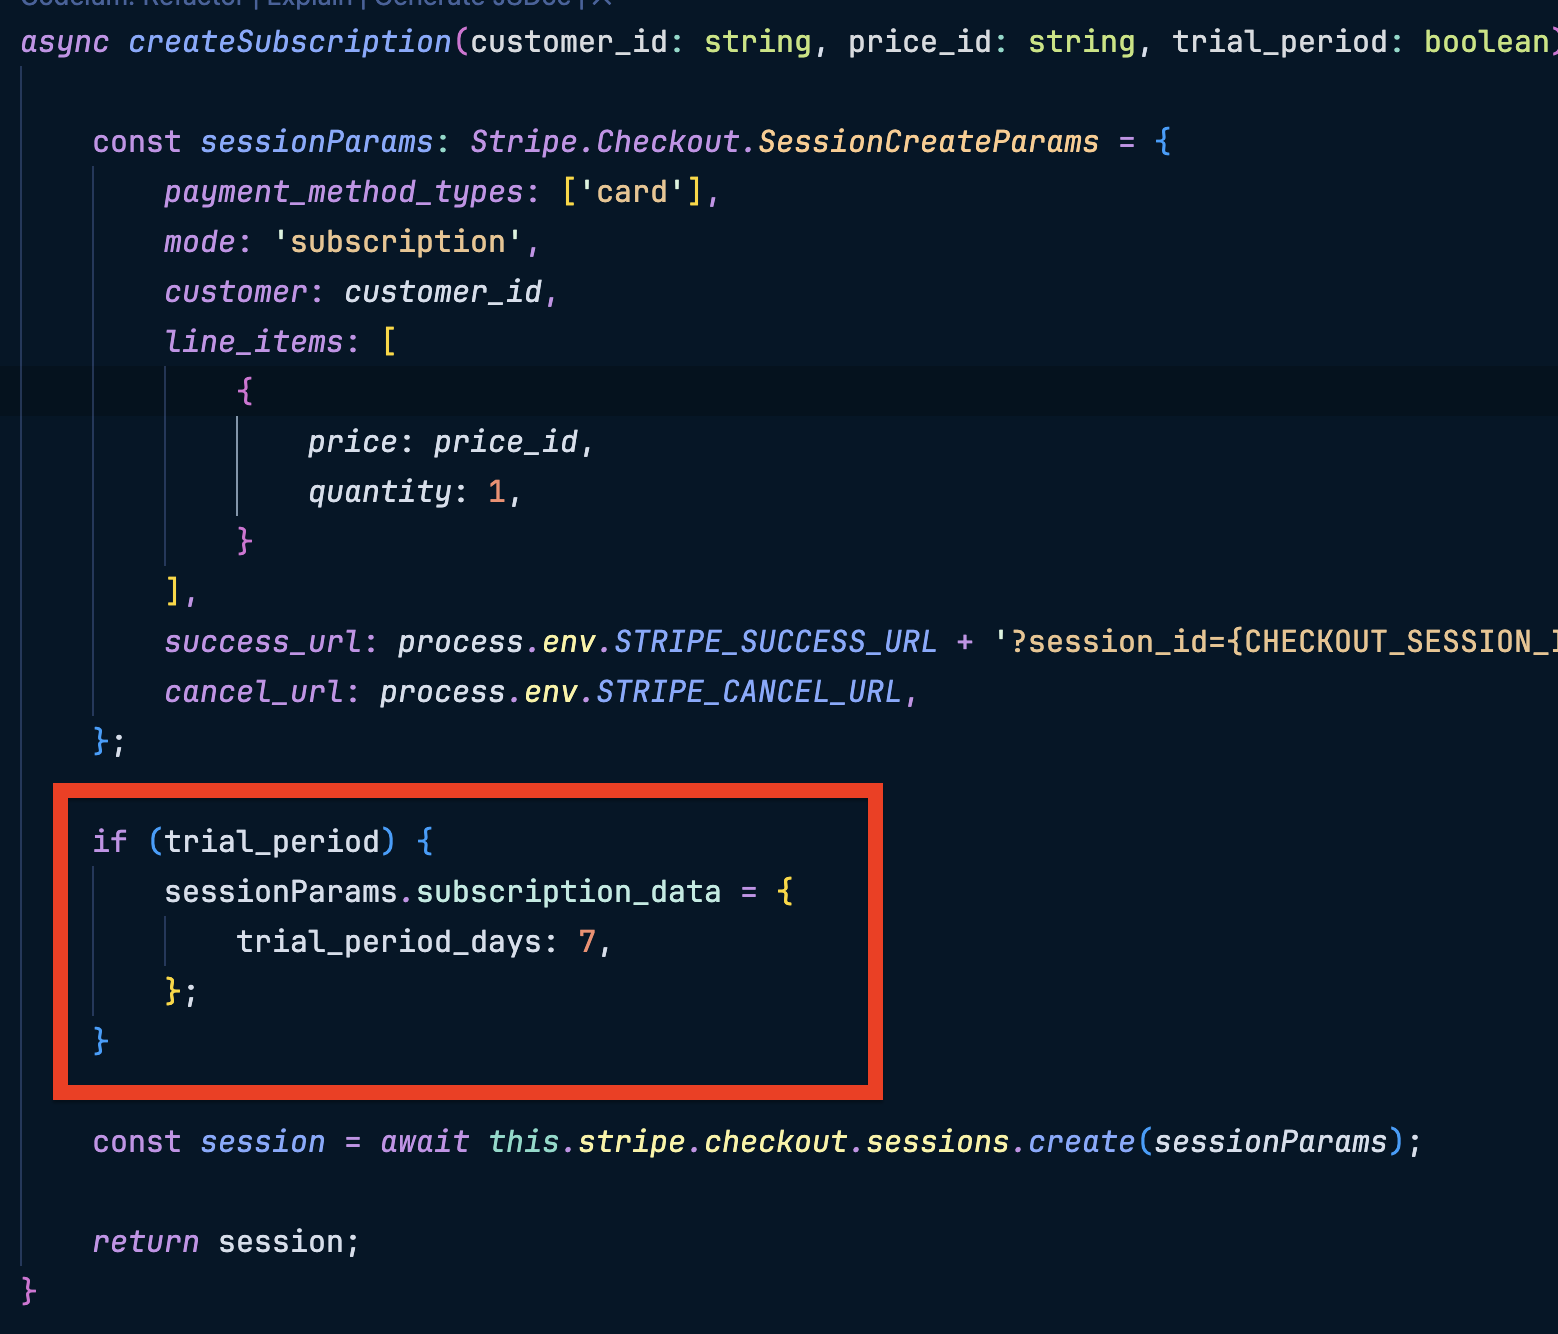 Codeium: Refactor | Explain | Generate JSDoc | ×
async createSubscription(customer_id: string, price_id: string, trial_period: boolean)
const sessionParams: Stripe.Checkout.SessionCreateParams = {
payment_method_types: ['card'],
mode: 'subscription',
customer: customer_id,
line_items: [
{
price: price_id,
quantity: 1,
}
],
success_url: process.env.STRIPE_SUCCESS_URL + '?session_id={CHECKOUT_SESSION_I
cancel_url: process.env.STRIPE_CANCEL_URL,
};
if (trial_period) {
sessionParams.subscription_data = {
trial_period_days: 7,
};
}
const session = await this.stripe.checkout.sessions.create(sessionParams);
return session;
}